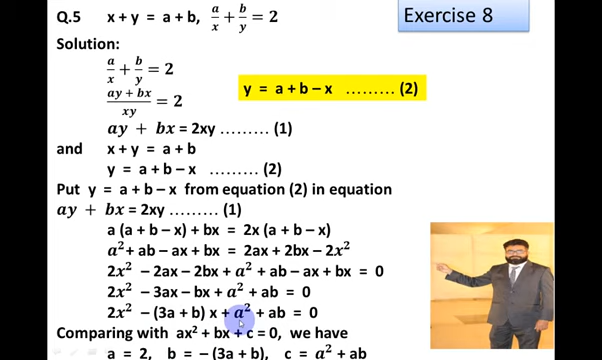 Exercise 8
Q.5 x + y = a + b, a/x + b/y = 2
Solution:
a/x + b/y = 2
(ay + bx)/xy = 2
y = a + b – x ......... (2)
ay + bx = 2xy ......... (1)
and x + y = a + b
y = a + b – x ......... (2)
Put y = a + b – x from equation (2) in equation
ay + bx = 2xy ......... (1)
a (a + b – x) + bx = 2x (a + b – x)
a² + ab – ax + bx = 2ax + 2bx – 2x²
2x² – 2ax – 2bx + a² + ab – ax + bx = 0
2x² – 3ax – bx + a² + ab = 0
2x² – (3a + b) x + a² + ab = 0
Comparing with ax² + bx + c = 0, we have
a = 2, b = – (3a + b), c = a² + ab